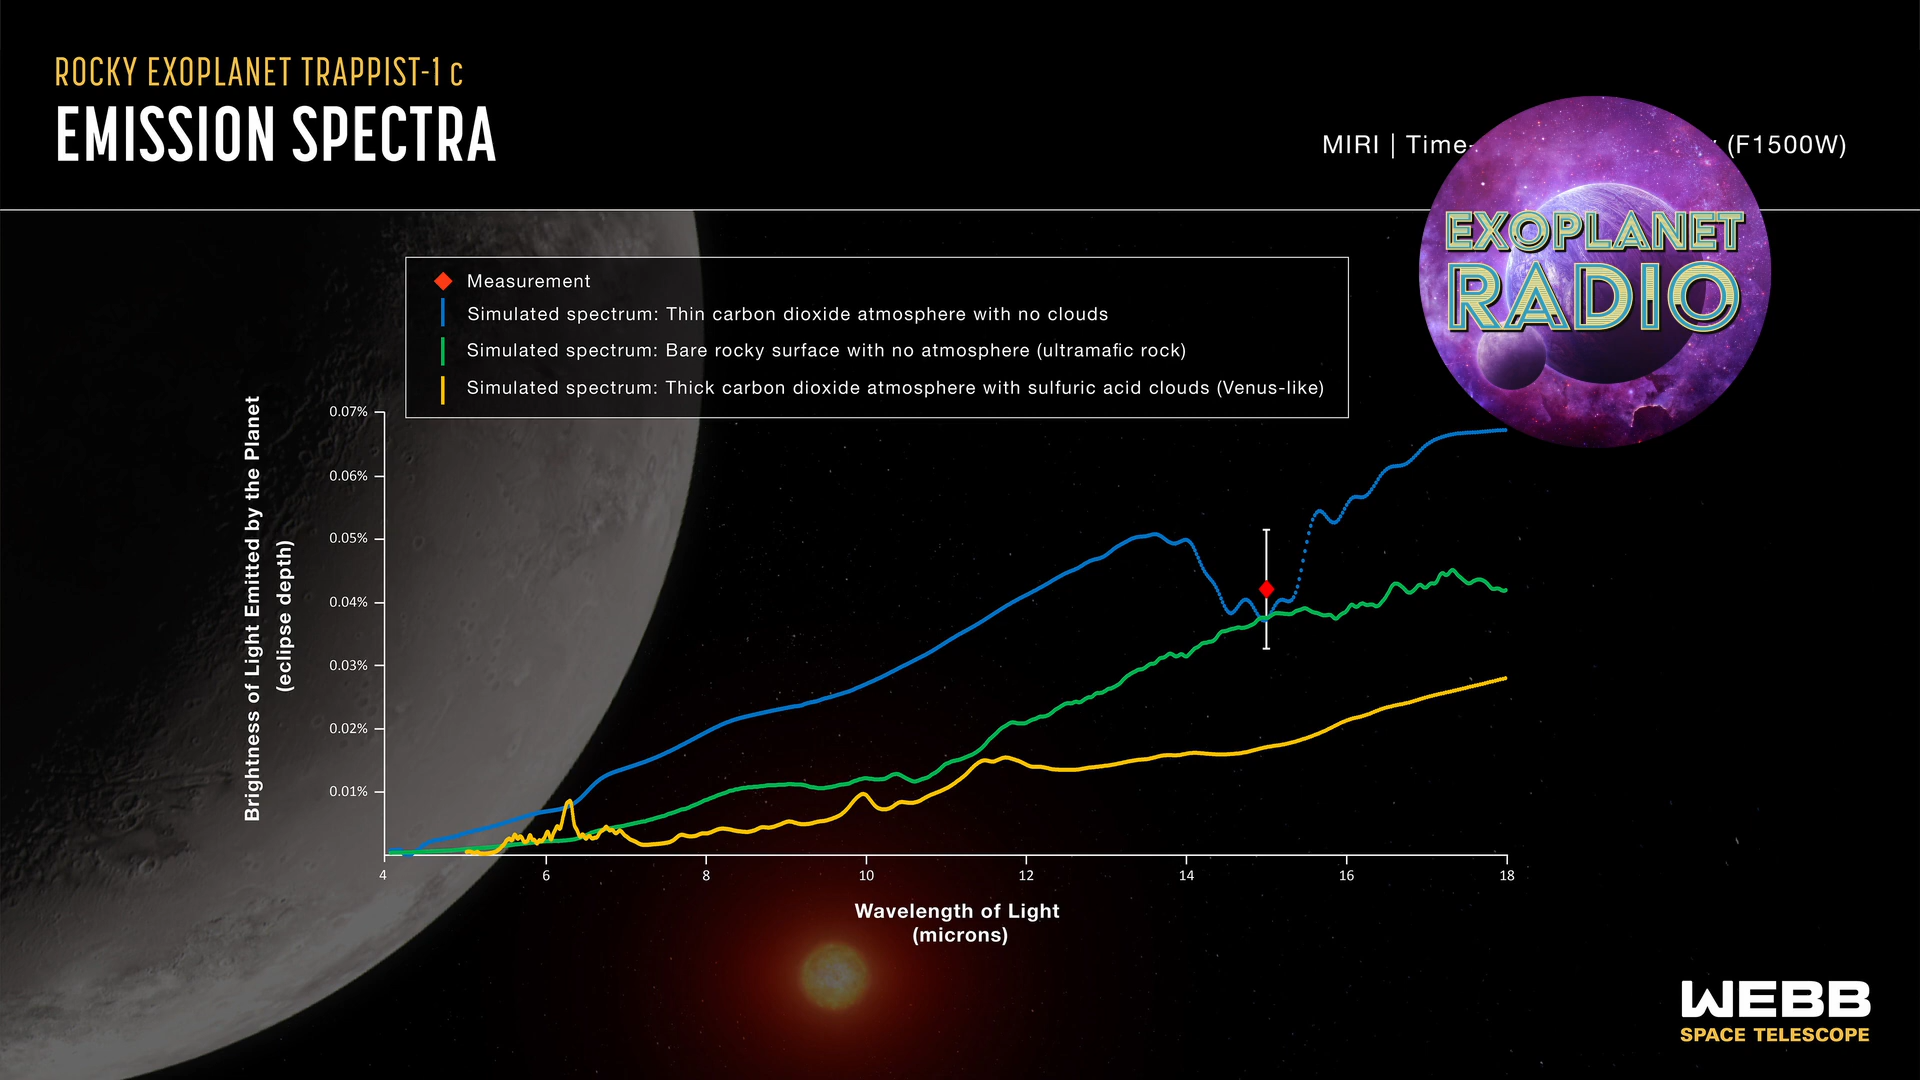 ROCKY EXOPLANET TRAPPIST-1 c
EMISSION SPECTRA
MIRI | Time- (F1500W)
EXOPLANET
RADIO
Measurement
Simulated spectrum: Thin carbon dioxide atmosphere with no clouds
Simulated spectrum: Bare rocky surface with no atmosphere (ultramafic rock)
Simulated spectrum: Thick carbon dioxide atmosphere with sulfuric acid clouds (Venus-like)
Brightness of Light Emitted by the Planet
(eclipse depth)
0.07%
0.06%
0.05%
0.04%
0.03%
0.02%
0.01%
4 6 8 10 12 14 16 18
Wavelength of Light
(microns)
WEBB
SPACE TELESCOPE